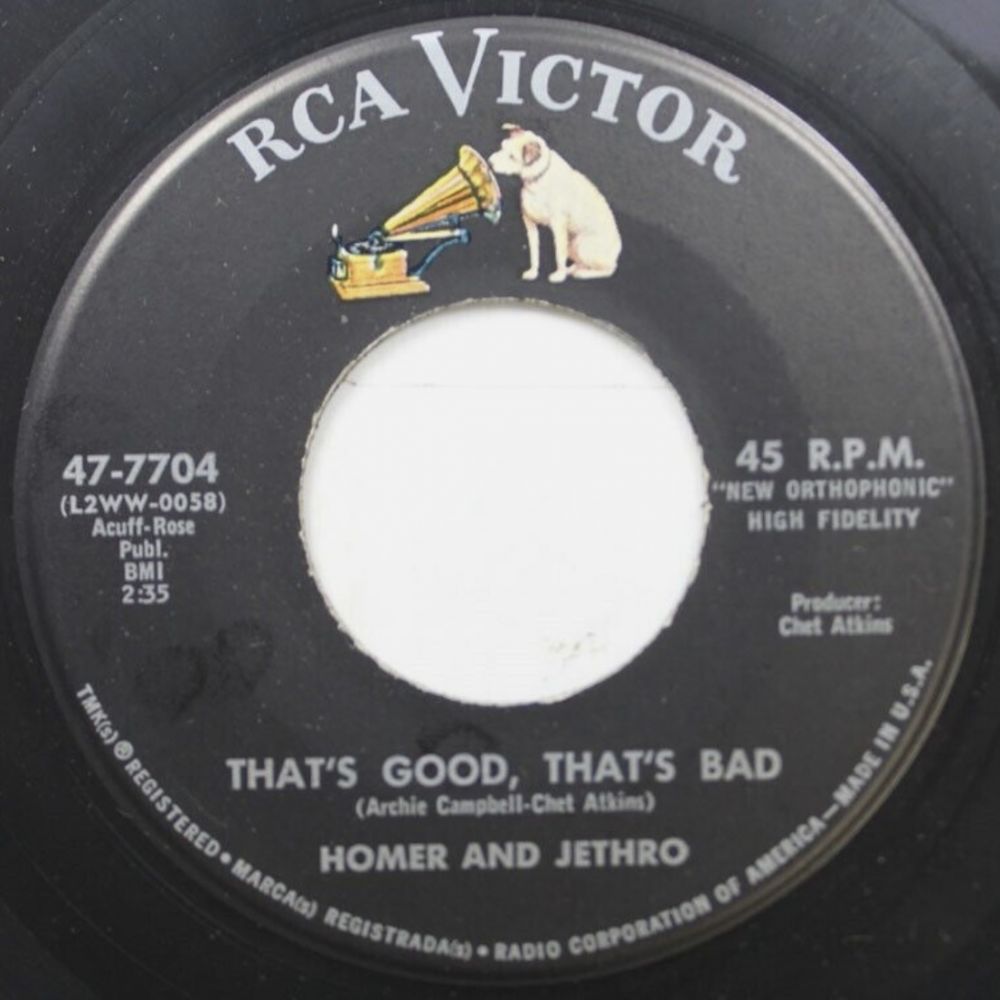 RCA VICTOR
47-7704
(L2WW-0058)
Acuff-Rose
Publ.
BMI
2:35
45 R.P.M.
"NEW ORTHOPHONIC"
HIGH FIDELITY
Producer:
Chet Atkins
THAT'S GOOD, THAT'S BAD
(Archie Campbell-Chet Atkins)
HOMER AND JETHRO
TMK(s) ® REGISTERED • MARCA(s) REGISTRADA(s) • RADIO CORPORATION OF AMERICA—MADE IN U.S.A.